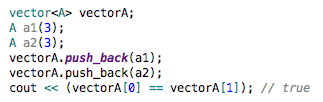 vector<A> vectorA;
A a1(3);
A a2(3);
vectorA.push_back(a1);
vectorA.push_back(a2);
cout << (vectorA[0] == vectorA[1]); // true